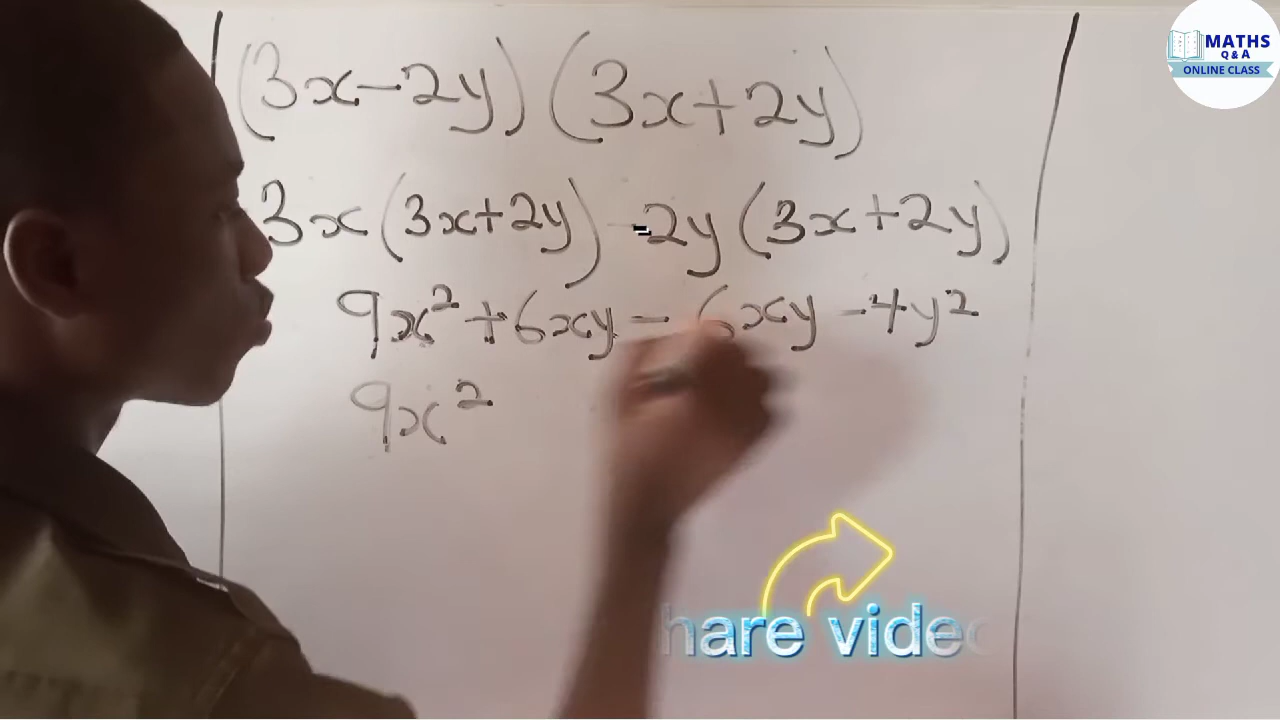 (3x-2y)(3x+2y)
3x(3x+2y)-2y(3x+2y)
9x²+6xy-6xy-4y²
9x²
MATHS
Q & A
ONLINE CLASS
hare vide